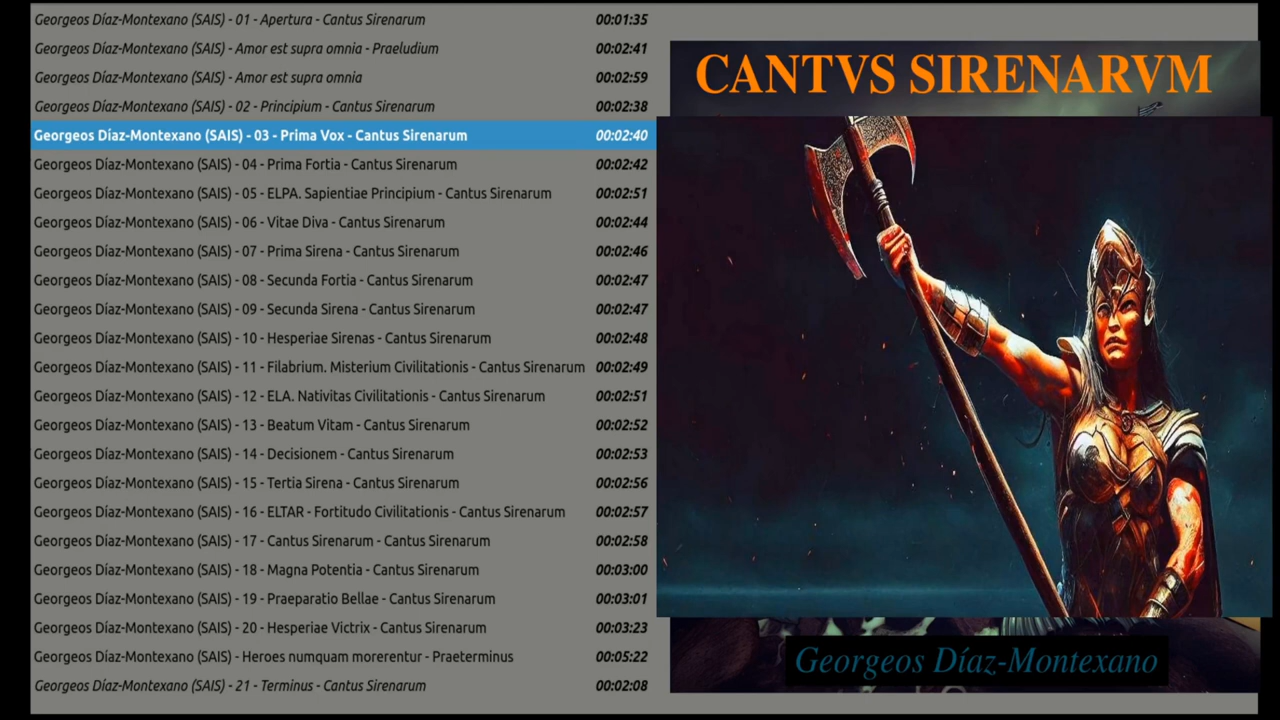 Georgeos Díaz-Montexano (SAIS) - 01 - Apertura - Cantus Sirenarum 00:01:35
Georgeos Díaz-Montexano (SAIS) - Amor est supra omnia - Praeludium 00:02:41
Georgeos Díaz-Montexano (SAIS) - Amor est supra omnia 00:02:59
Georgeos Díaz-Montexano (SAIS) - 02 - Principium - Cantus Sirenarum 00:02:38
Georgeos Díaz-Montexano (SAIS) - 03 - Prima Vox - Cantus Sirenarum 00:02:40
Georgeos Díaz-Montexano (SAIS) - 04 - Prima Fortia - Cantus Sirenarum 00:02:42
Georgeos Díaz-Montexano (SAIS) - 05 - ELPA. Sapientiae Principium - Cantus Sirenarum 00:02:51
Georgeos Díaz-Montexano (SAIS) - 06 - Vitae Diva - Cantus Sirenarum 00:02:44
Georgeos Díaz-Montexano (SAIS) - 07 - Prima Sirena - Cantus Sirenarum 00:02:46
Georgeos Díaz-Montexano (SAIS) - 08 - Secunda Fortia - Cantus Sirenarum 00:02:47
Georgeos Díaz-Montexano (SAIS) - 09 - Secunda Sirena - Cantus Sirenarum 00:02:47
Georgeos Díaz-Montexano (SAIS) - 10 - Hesperiae Sirenas - Cantus Sirenarum 00:02:48
Georgeos Díaz-Montexano (SAIS) - 11 - Filabrium. Misterium Civilitationis - Cantus Sirenarum 00:02:49
Georgeos Díaz-Montexano (SAIS) - 12 - ELA. Nativitas Civilitationis - Cantus Sirenarum 00:02:51
Georgeos Díaz-Montexano (SAIS) - 13 - Beatum Vitam - Cantus Sirenarum 00:02:52
Georgeos Díaz-Montexano (SAIS) - 14 - Decisionem - Cantus Sirenarum 00:02:53
Georgeos Díaz-Montexano (SAIS) - 15 - Tertia Sirena - Cantus Sirenarum 00:02:56
Georgeos Díaz-Montexano (SAIS) - 16 - ELTAR - Fortitudo Civilitationis - Cantus Sirenarum 00:02:57
Georgeos Díaz-Montexano (SAIS) - 17 - Cantus Sirenarum - Cantus Sirenarum 00:02:58
Georgeos Díaz-Montexano (SAIS) - 18 - Magna Potentia - Cantus Sirenarum 00:03:00
Georgeos Díaz-Montexano (SAIS) - 19 - Praeparatio Bellae - Cantus Sirenarum 00:03:01
Georgeos Díaz-Montexano (SAIS) - 20 - Hesperiae Victrix - Cantus Sirenarum 00:03:23
Georgeos Díaz-Montexano (SAIS) - Heroes numquam morerentur - Praeterminus 00:05:22
Georgeos Díaz-Montexano (SAIS) - 21 - Terminus - Cantus Sirenarum 00:02:08
CANTVS SIRENARVM
Georgeos Díaz-Montexano